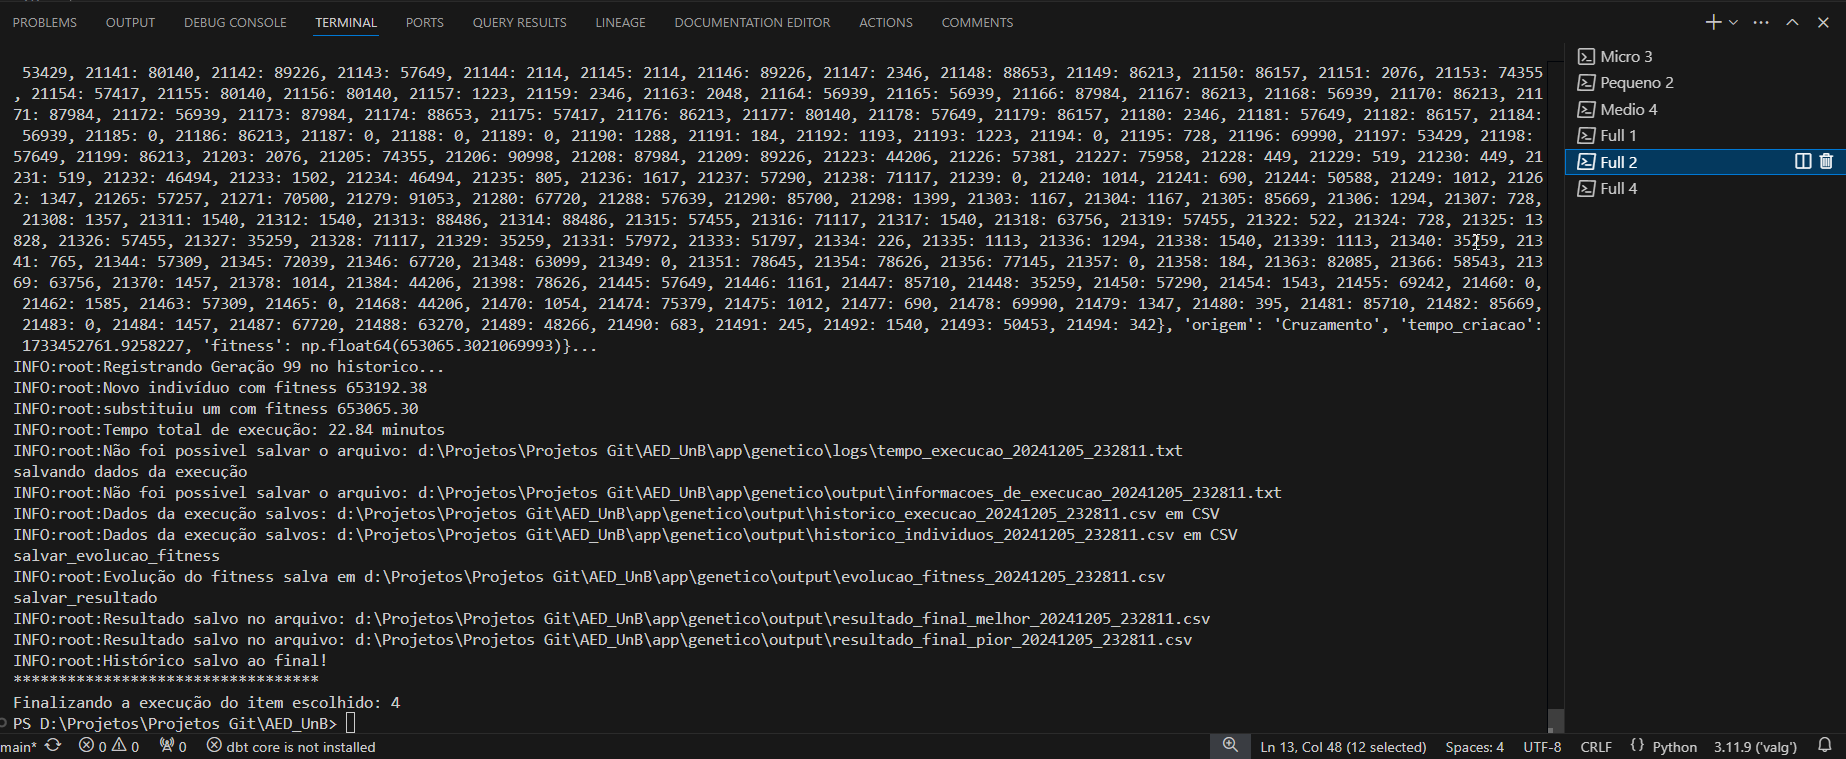 PROBLEMS OUTPUT DEBUG CONSOLE TERMINAL PORTS QUERY RESULTS LINEAGE DOCUMENTATION EDITOR ACTIONS COMMENTS
53429, 21141: 80140, 21142: 89226, 21143: 57649, 21144: 2114, 21145: 2114, 21146: 89226, 21147: 2346, 21148: 88653, 21149: 86213, 21150: 86157, 21151: 2076, 21153: 74355
, 21154: 57417, 21155: 80140, 21156: 80140, 21157: 1223, 21159: 2346, 21163: 2048, 21164: 56939, 21165: 56939, 21166: 87984, 21167: 86213, 21168: 56939, 21170: 86213, 211
71: 87984, 21172: 56939, 21173: 87984, 21174: 88653, 21175: 57417, 21176: 86213, 21177: 80140, 21178: 57649, 21179: 86157, 21180: 2346, 21181: 57649, 21182: 86157, 21184:
56939, 21185: 0, 21186: 86213, 21187: 0, 21188: 0, 21189: 0, 21190: 1288, 21191: 184, 21192: 1193, 21193: 1223, 21194: 0, 21195: 728, 21196: 69990, 21197: 53429, 21198:
57649, 21199: 86213, 21203: 2076, 21205: 74355, 21206: 90998, 21208: 87984, 21209: 89226, 21223: 44206, 21226: 57381, 21227: 75958, 21228: 449, 21229: 519, 21230: 449, 21
231: 519, 21232: 46494, 21233: 1502, 21234: 46494, 21235: 805, 21236: 1617, 21237: 57290, 21238: 71117, 21239: 0, 21240: 1014, 21241: 690, 21244: 50588, 21249: 1012, 2126
2: 1347, 21265: 57257, 21271: 70500, 21279: 91053, 21280: 67720, 21288: 57639, 21290: 85700, 21298: 1399, 21303: 1167, 21304: 1167, 21305: 85669, 21306: 1294, 21307: 728,
21308: 1357, 21311: 1540, 21312: 1540, 21313: 88486, 21314: 88486, 21315: 57455, 21316: 71117, 21317: 1540, 21318: 63756, 21319: 57455, 21322: 522, 21324: 728, 21325: 13
828, 21326: 57455, 21327: 35259, 21328: 71117, 21329: 35259, 21331: 57972, 21333: 51797, 21334: 226, 21335: 1113, 21336: 1294, 21338: 1540, 21339: 1113, 21340: 35259, 213
41: 765, 21344: 57309, 21345: 72039, 21346: 67720, 21348: 63099, 21349: 0, 21351: 78645, 21354: 78626, 21356: 77145, 21357: 0, 21358: 184, 21363: 82085, 21366: 58543, 213
69: 63756, 21370: 1457, 21378: 1014, 21384: 44206, 21398: 78626, 21445: 57649, 21446: 1161, 21447: 85710, 21448: 35259, 21450: 57290, 21454: 1543, 21455: 69242, 21460: 0,
21462: 1585, 21463: 57309, 21465: 0, 21468: 44206, 21470: 1054, 21474: 75379, 21475: 1012, 21477: 690, 21478: 69990, 21479: 1347, 21480: 395, 21481: 85710, 21482: 85669,
21483: 0, 21484: 1457, 21487: 67720, 21488: 63270, 21489: 48266, 21490: 683, 21491: 245, 21492: 1540, 21493: 50453, 21494: 342}, 'origem': 'Cruzamento', 'tempo_criacao':
1733452761.9258227, 'fitness': np.float64(653065.3021069993)}...
INFO:root:Registrando Geração 99 no historico...
INFO:root:Novo indivíduo com fitness 653192.38
INFO:root:substituiu um com fitness 653065.30
INFO:root:Tempo total de execução: 22.84 minutos
INFO:root:Não foi possivel salvar o arquivo: d:\Projetos\Projetos Git\AED_UnB\app\genetico\logs\tempo_execucao_20241205_232811.txt
salvando dados da execução
INFO:root:Não foi possivel salvar o arquivo: d:\Projetos\Projetos Git\AED_UnB\app\genetico\output\informacoes_de_execucao_20241205_232811.txt
INFO:root:Dados da execução salvos: d:\Projetos\Projetos Git\AED_UnB\app\genetico\output\historico_execucao_20241205_232811.csv em CSV
INFO:root:Dados da execução salvos: d:\Projetos\Projetos Git\AED_UnB\app\genetico\output\historico_individuos_20241205_232811.csv em CSV
salvar_evolucao_fitness
INFO:root:Evolução do fitness salva em d:\Projetos\Projetos Git\AED_UnB\app\genetico\output\evolucao_fitness_20241205_232811.csv
salvar_resultado
INFO:root:Resultado salvo no arquivo: d:\Projetos\Projetos Git\AED_UnB\app\genetico\output\resultado_final_melhor_20241205_232811.csv
INFO:root:Resultado salvo no arquivo: d:\Projetos\Projetos Git\AED_UnB\app\genetico\output\resultado_final_pior_20241205_232811.csv
INFO:root:Histórico salvo ao final!
**********************************
Finalizando a execução do item escolhido: 4
PS D:\Projetos\Projetos Git\AED_UnB>
Micro 3
Pequeno 2
Medio 4
Full 1
Full 2
Full 4
main* 0 0 0 dbt core is not installed Ln 13, Col 48 (12 selected) Spaces: 4 UTF-8 CRLF {} Python 3.11.9 ('valg')